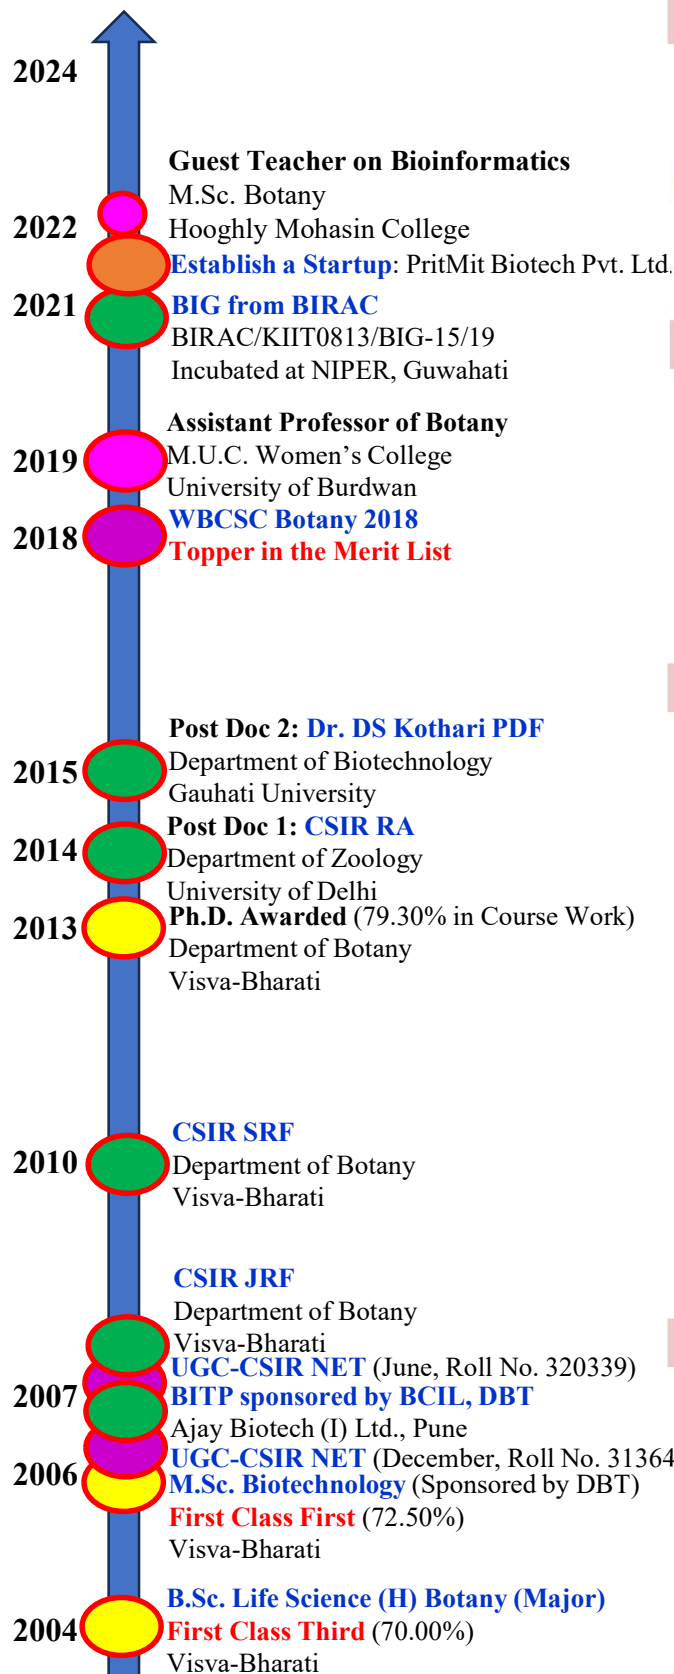 2024
Guest Teacher on Bioinformatics
M.Sc. Botany
2022
Hooghly Mohasin College
Establish a Startup: PritMit Biotech Pvt. Ltd.
2021
BIG from BIRAC
BIRAC/KIIT0813/BIG-15/19
Incubated at NIPER, Guwahati
Assistant Professor of Botany
2019
M.U.C. Women’s College
University of Burdwan
WBCSC Botany 2018
2018
Topper in the Merit List
Post Doc 2: Dr. DS Kothari PDF
2015
Department of Biotechnology
Gauhati University
Post Doc 1: CSIR RA
2014
Department of Zoology
University of Delhi
2013
Ph.D. Awarded (79.30% in Course Work)
Department of Botany
Visva-Bharati
CSIR SRF
2010
Department of Botany
Visva-Bharati
CSIR JRF
Department of Botany
Visva-Bharati
UGC-CSIR NET (June, Roll No. 320339)
2007
BITP sponsored by BCIL, DBT
Ajay Biotech (I) Ltd., Pune
UGC-CSIR NET (December, Roll No. 31364
2006
M.Sc. Biotechnology (Sponsored by DBT)
First Class First (72.50%)
Visva-Bharati
B.Sc. Life Science (H) Botany (Major)
2004
First Class Third (70.00%)
Visva-Bharati